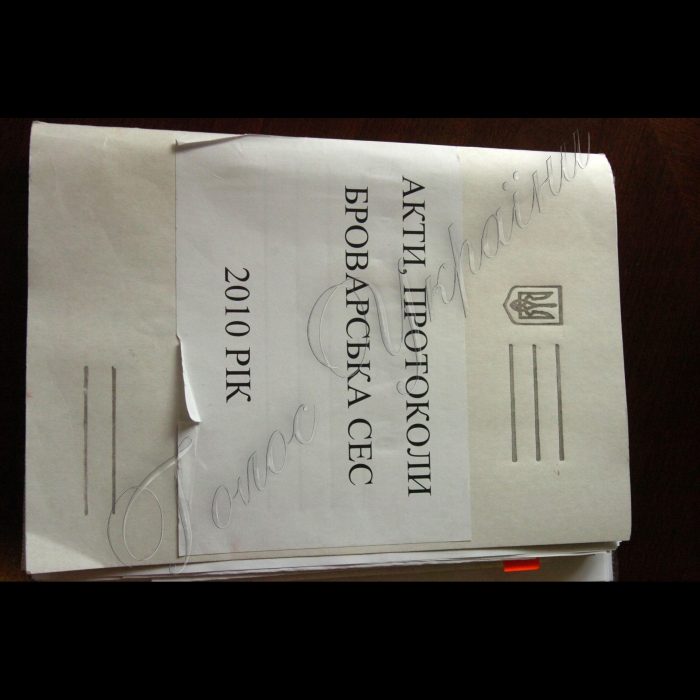 АКТИ, ПРОТОКОЛИ
БРОВАРСЬКА СЕС
2010 РІК
Голос України